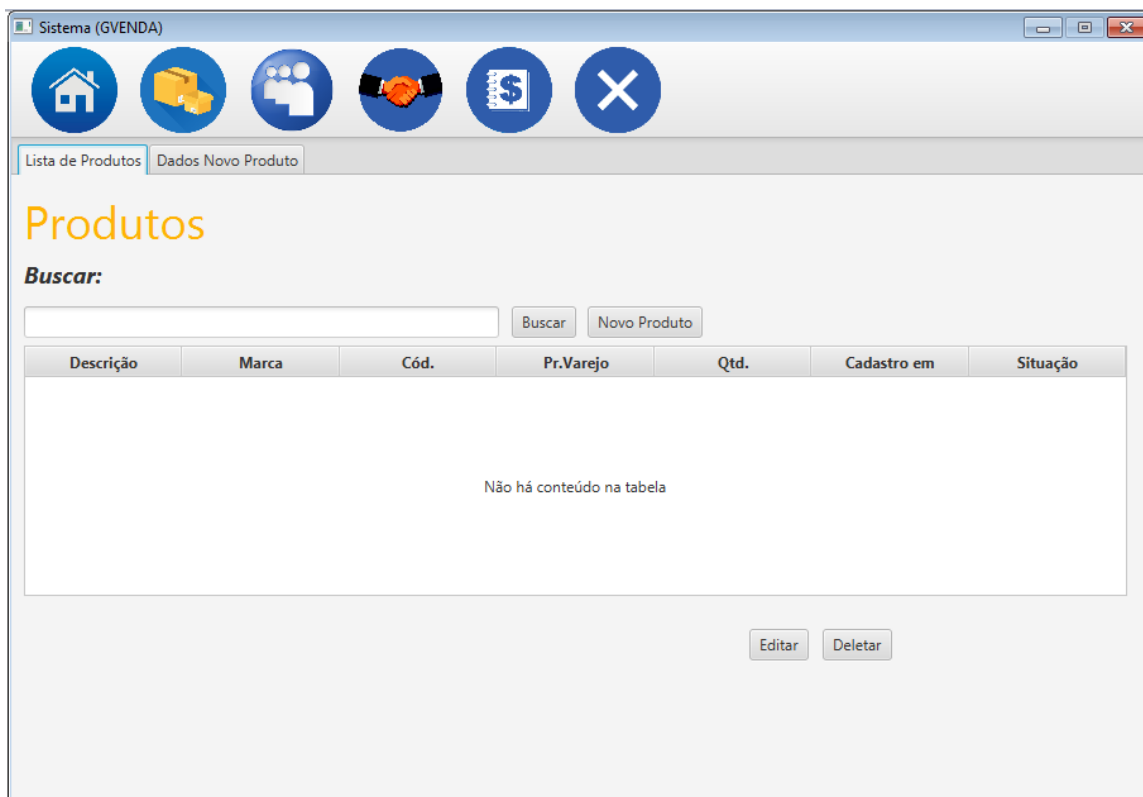 Sistema (GVENDA)
Lista de Produtos Dados Novo Produto
Produtos
Buscar:
Buscar Novo Produto
Descrição Marca Cód. Pr.Varejo Qtd. Cadastro em Situação
Não há conteúdo na tabela
Editar Deletar